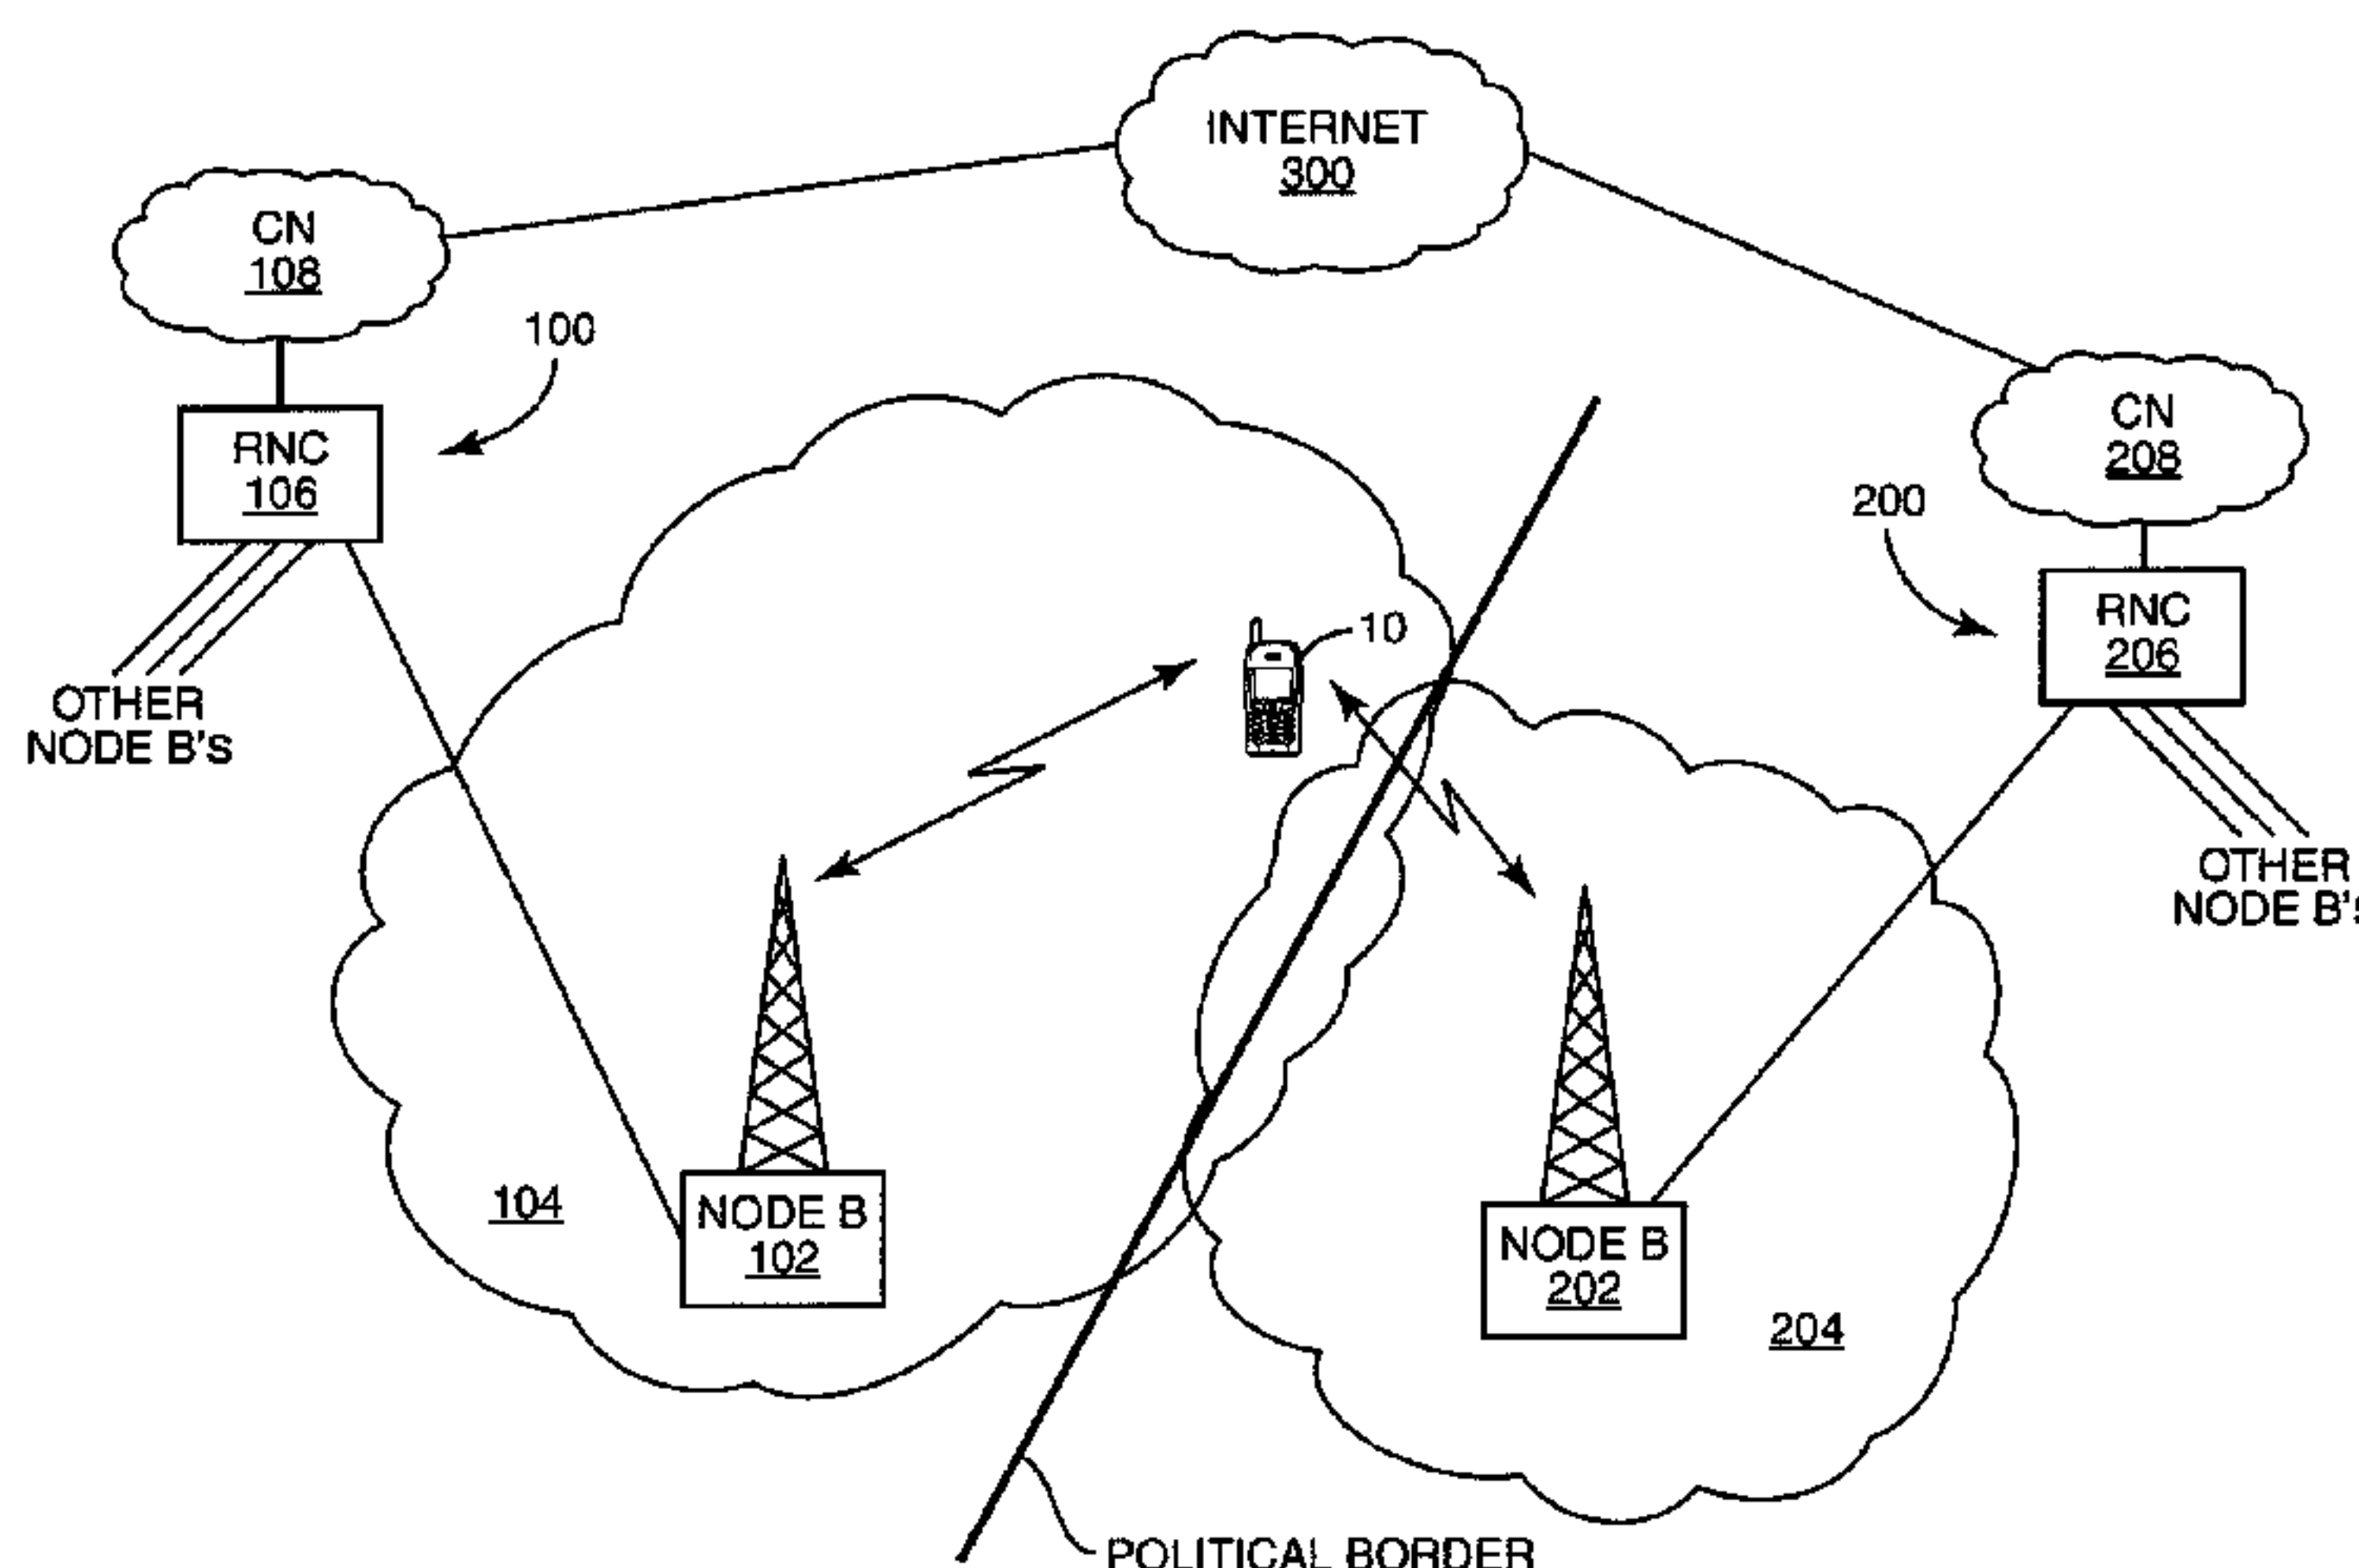 INTERNET
300
CN
108
100
RNC
106
OTHER
NODE B'S
CN
208
200
RNC
206
OTHER
NODE B'S
10
104
NODE B
102
NODE B
202
204
POLITICAL BORDER